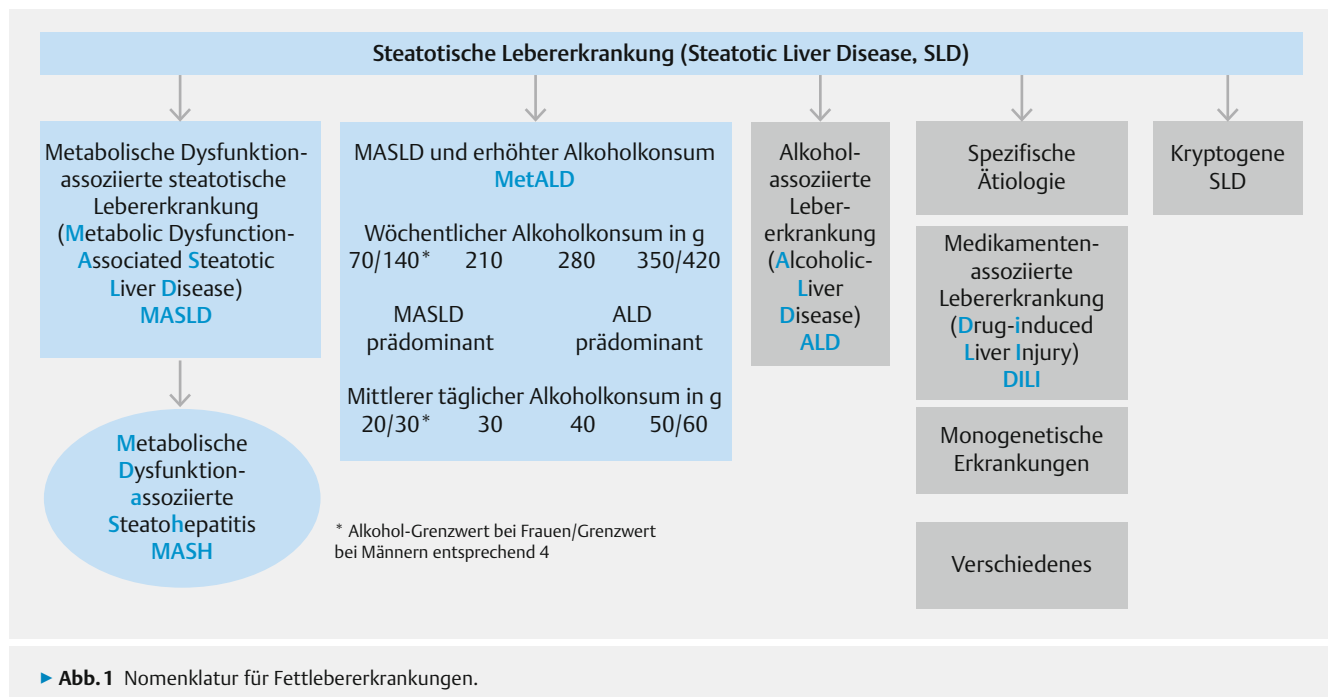 Steatotische Lebererkrankung (Steatotic Liver Disease, SLD)
Metabolische Dysfunktion-
assoziierte steatotische
Lebererkrankung
(Metabolic Dysfunction-
Associated Steatotic
Liver Disease)
MASLD
Metabolische
Dysfunktion-
assoziierte
Steatohepatitis
MASH
MASLD und erhöhter Alkoholkonsum
MetALD
Wöchentlicher Alkoholkonsum in g
70/140* 210 280 350/420
MASLD ALD
prädominant prädominant
Mittlerer täglicher Alkoholkonsum in g
20/30* 30 40 50/60
* Alkohol-Grenzwert bei Frauen/Grenzwert
bei Männern entsprechend 4
Alkohol-
assoziierte
Leber-
erkrankung
(Alcoholic-
Liver
Disease)
ALD
Spezifische
Ätiologie
Medikamenten-
assoziierte
Lebererkrankung
(Drug-induced
Liver Injury)
DILI
Monogenetische
Erkrankungen
Verschiedenes
Kryptogene
SLD
► Abb. 1 Nomenklatur für Fettlebererkrankungen.